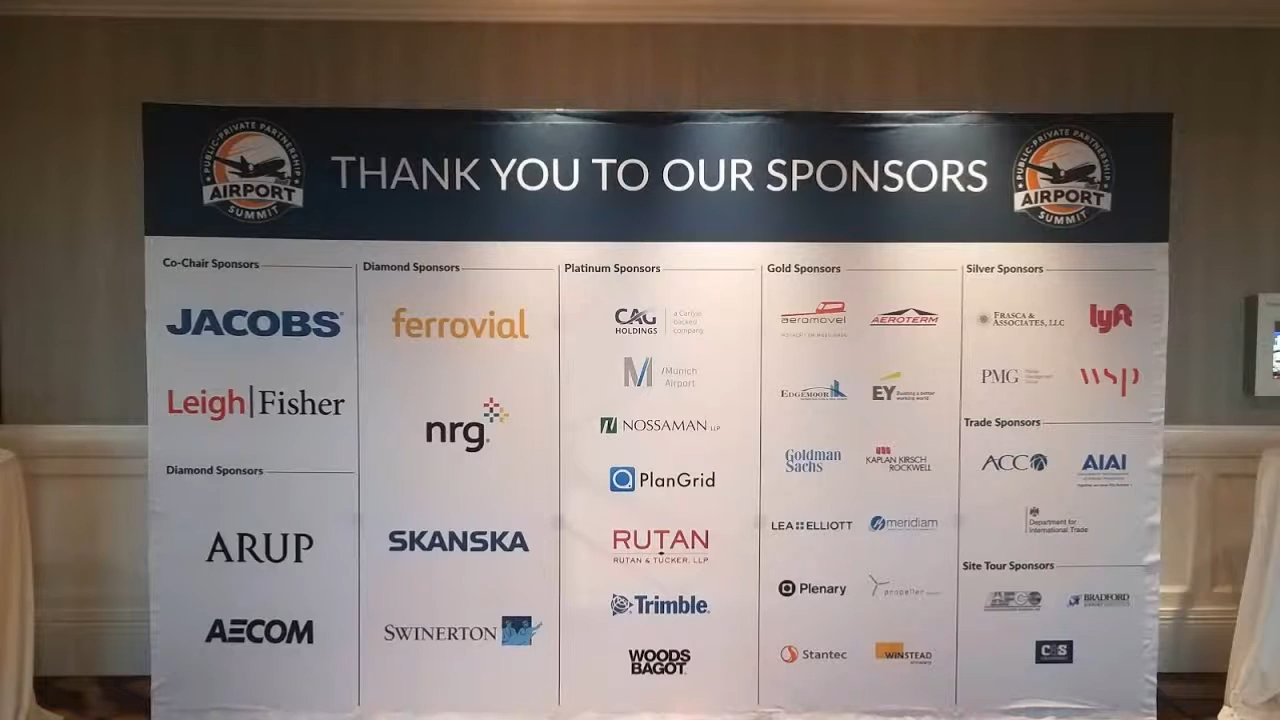 PUBLIC-PRIVATE PARTNERSHIP
AIRPORT
SUMMIT
THANK YOU TO OUR SPONSORS
PUBLIC-PRIVATE PARTNERSHIP
AIRPORT
SUMMIT
Co-Chair Sponsors
JACOBS
Leigh|Fisher
Diamond Sponsors
ARUP
AECOM
Diamond Sponsors
ferrovial
nrg
SKANSKA
SWINERTON
Platinum Sponsors
CAG
HOLDINGS
a Carlyle
backed
company
M /Munich
Airport
NOSSAMAN LLP
PlanGrid
RUTAN
RUTAN & TUCKER, LLP
Trimble
WOODS
BAGOT
Gold Sponsors
aeromovel
AEROTERM
EDGEMOOR
EY Building a better
working world
Goldman
Sachs
KAPLAN KIRSCH
ROCKWELL
LEA ELLIOTT
meridiam
Plenary
propeller
Stantec
WINSTEAD
Silver Sponsors
FRASCA &
ASSOCIATES, LLC
lyft
PMG
wsp
Trade Sponsors
ACC
AIAI
Department for
International Trade
Site Tour Sponsors
AFCO
BRADFORD
C&S